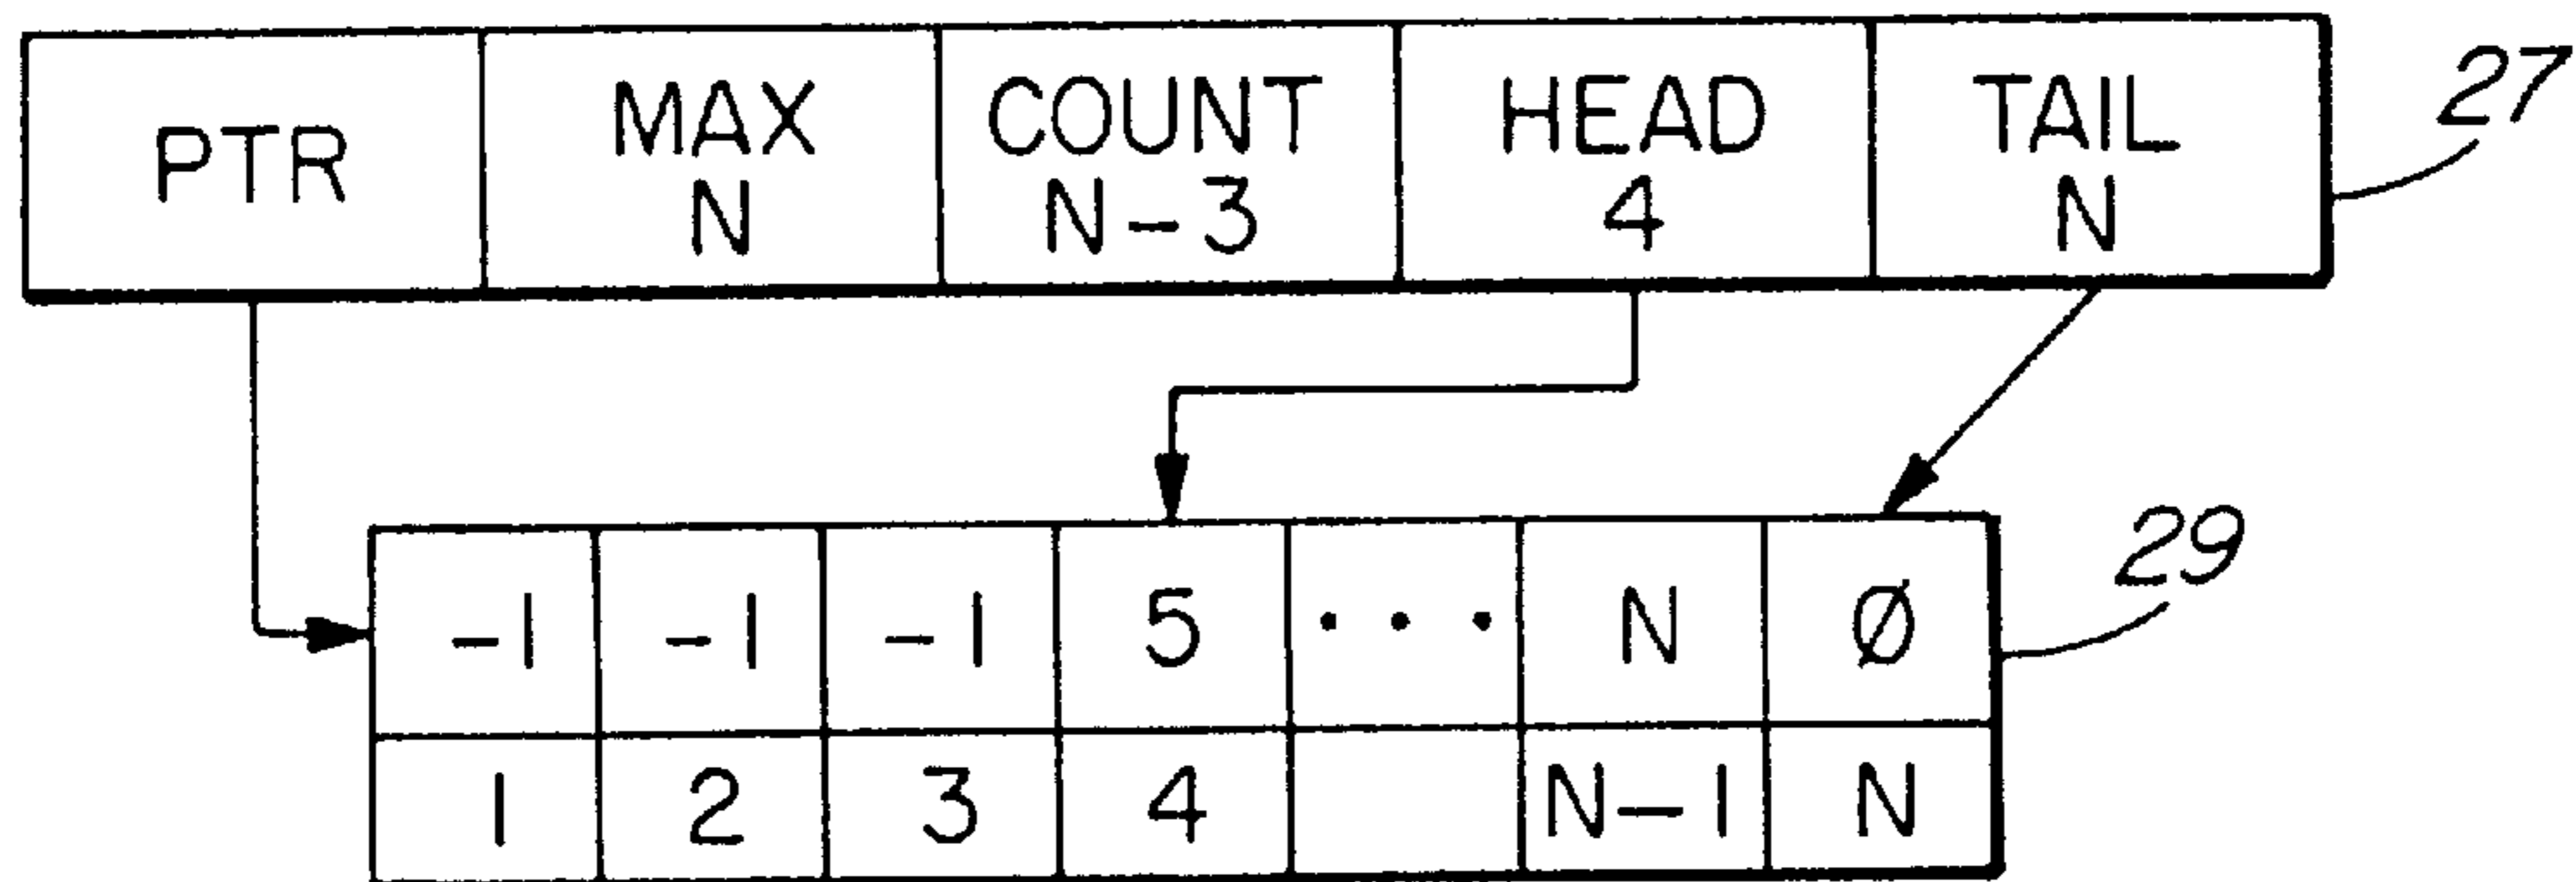 PTR MAX COUNT HEAD TAIL
N N-3 4 N
27
-1 -1 -1 5 ... N Ø
29
1 2 3 4 N-1 N